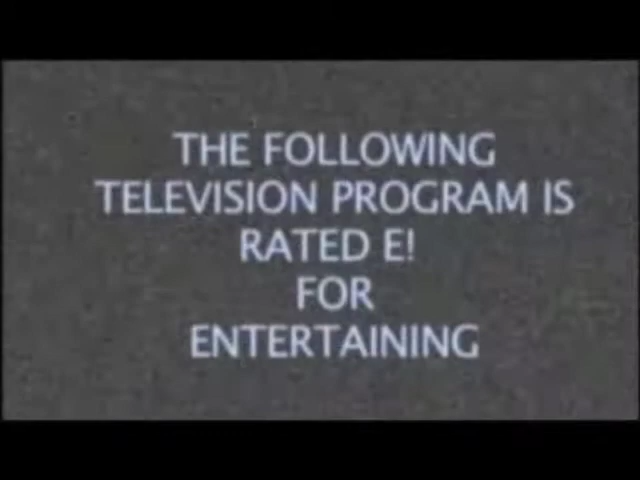 THE FOLLOWING
TELEVISION PROGRAM IS
RATED E!
FOR
ENTERTAINING